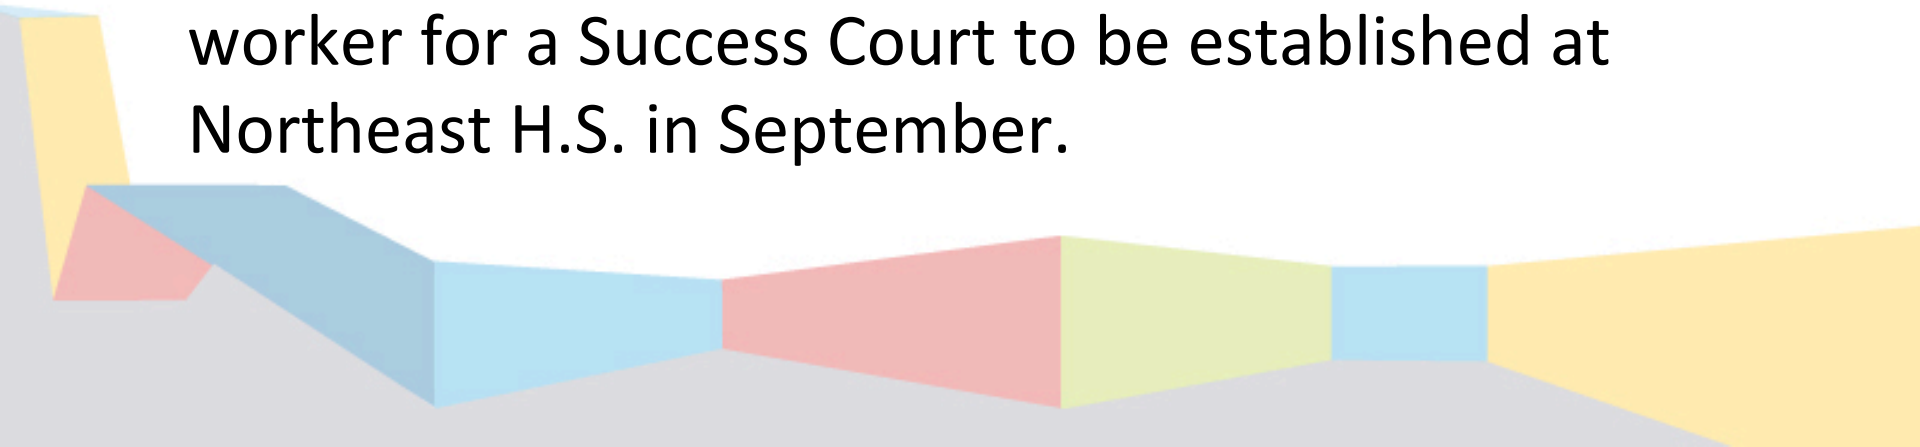 worker for a Success Court to be established at
Northeast H.S. in September.